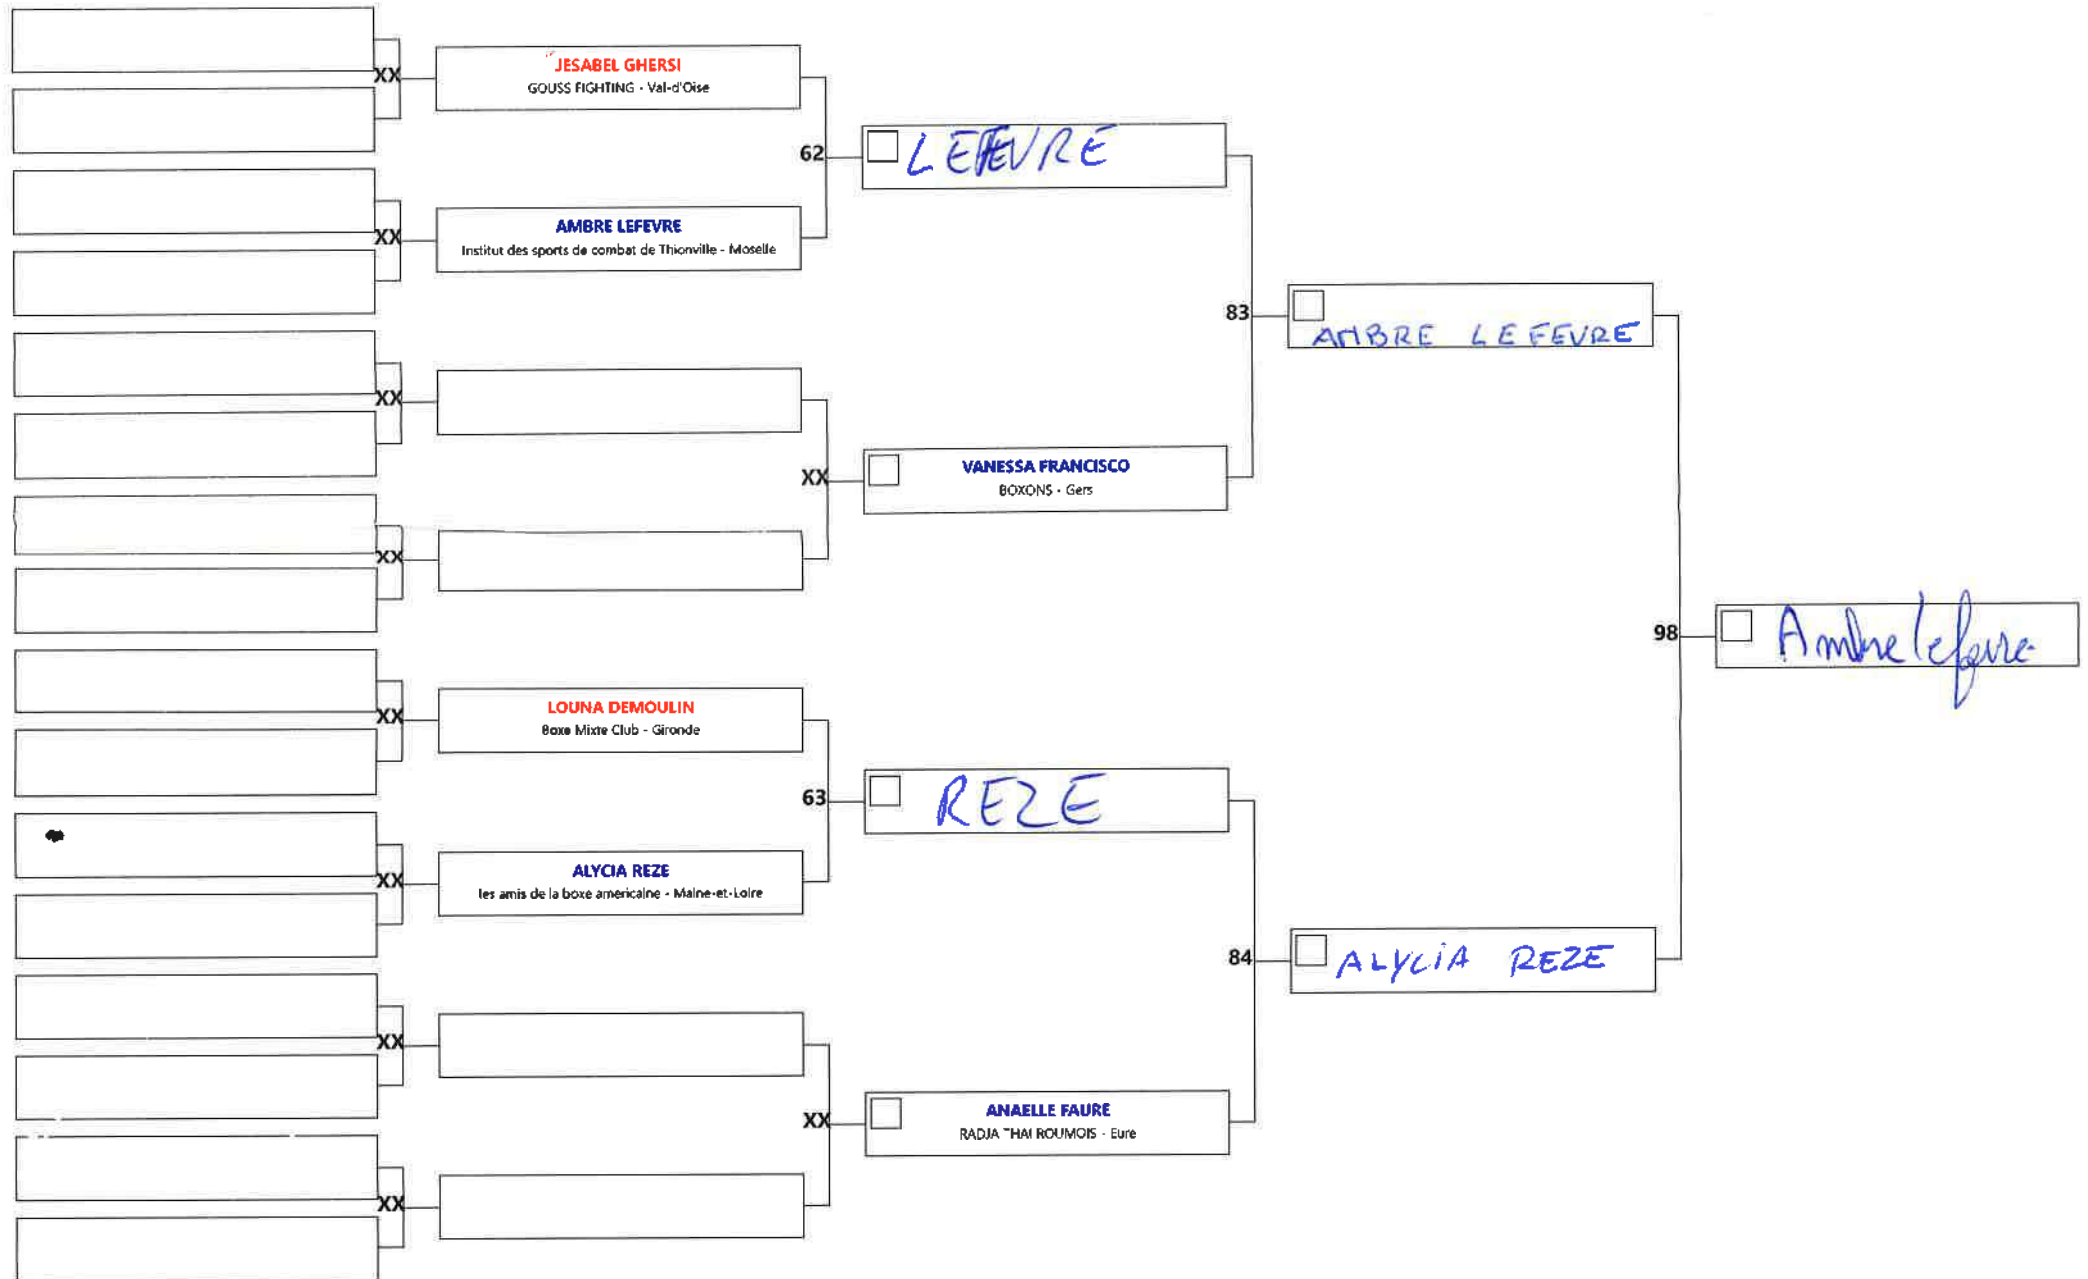 XX
JESABEL GHERSI
GOUSS FIGHTING - Val-d'Oise
62
LEFEVRE
XX
AMBRE LEFEVRE
Institut des sports de combat de Thionville - Moselle
83
AMBRE LEFEVRE
XX
XX
VANESSA FRANCISCO
BOXONS - Gers
XX
98
Ambre lefevre
XX
LOUNA DEMOULIN
Boxe Mixte Club - Gironde
63
REZE
XX
ALYCIA REZE
les amis de la boxe americaine - Maine-et-Loire
84
ALYCIA REZE
XX
XX
ANAELLE FAURE
RADJA THAI ROUMOIS - Eure
XX